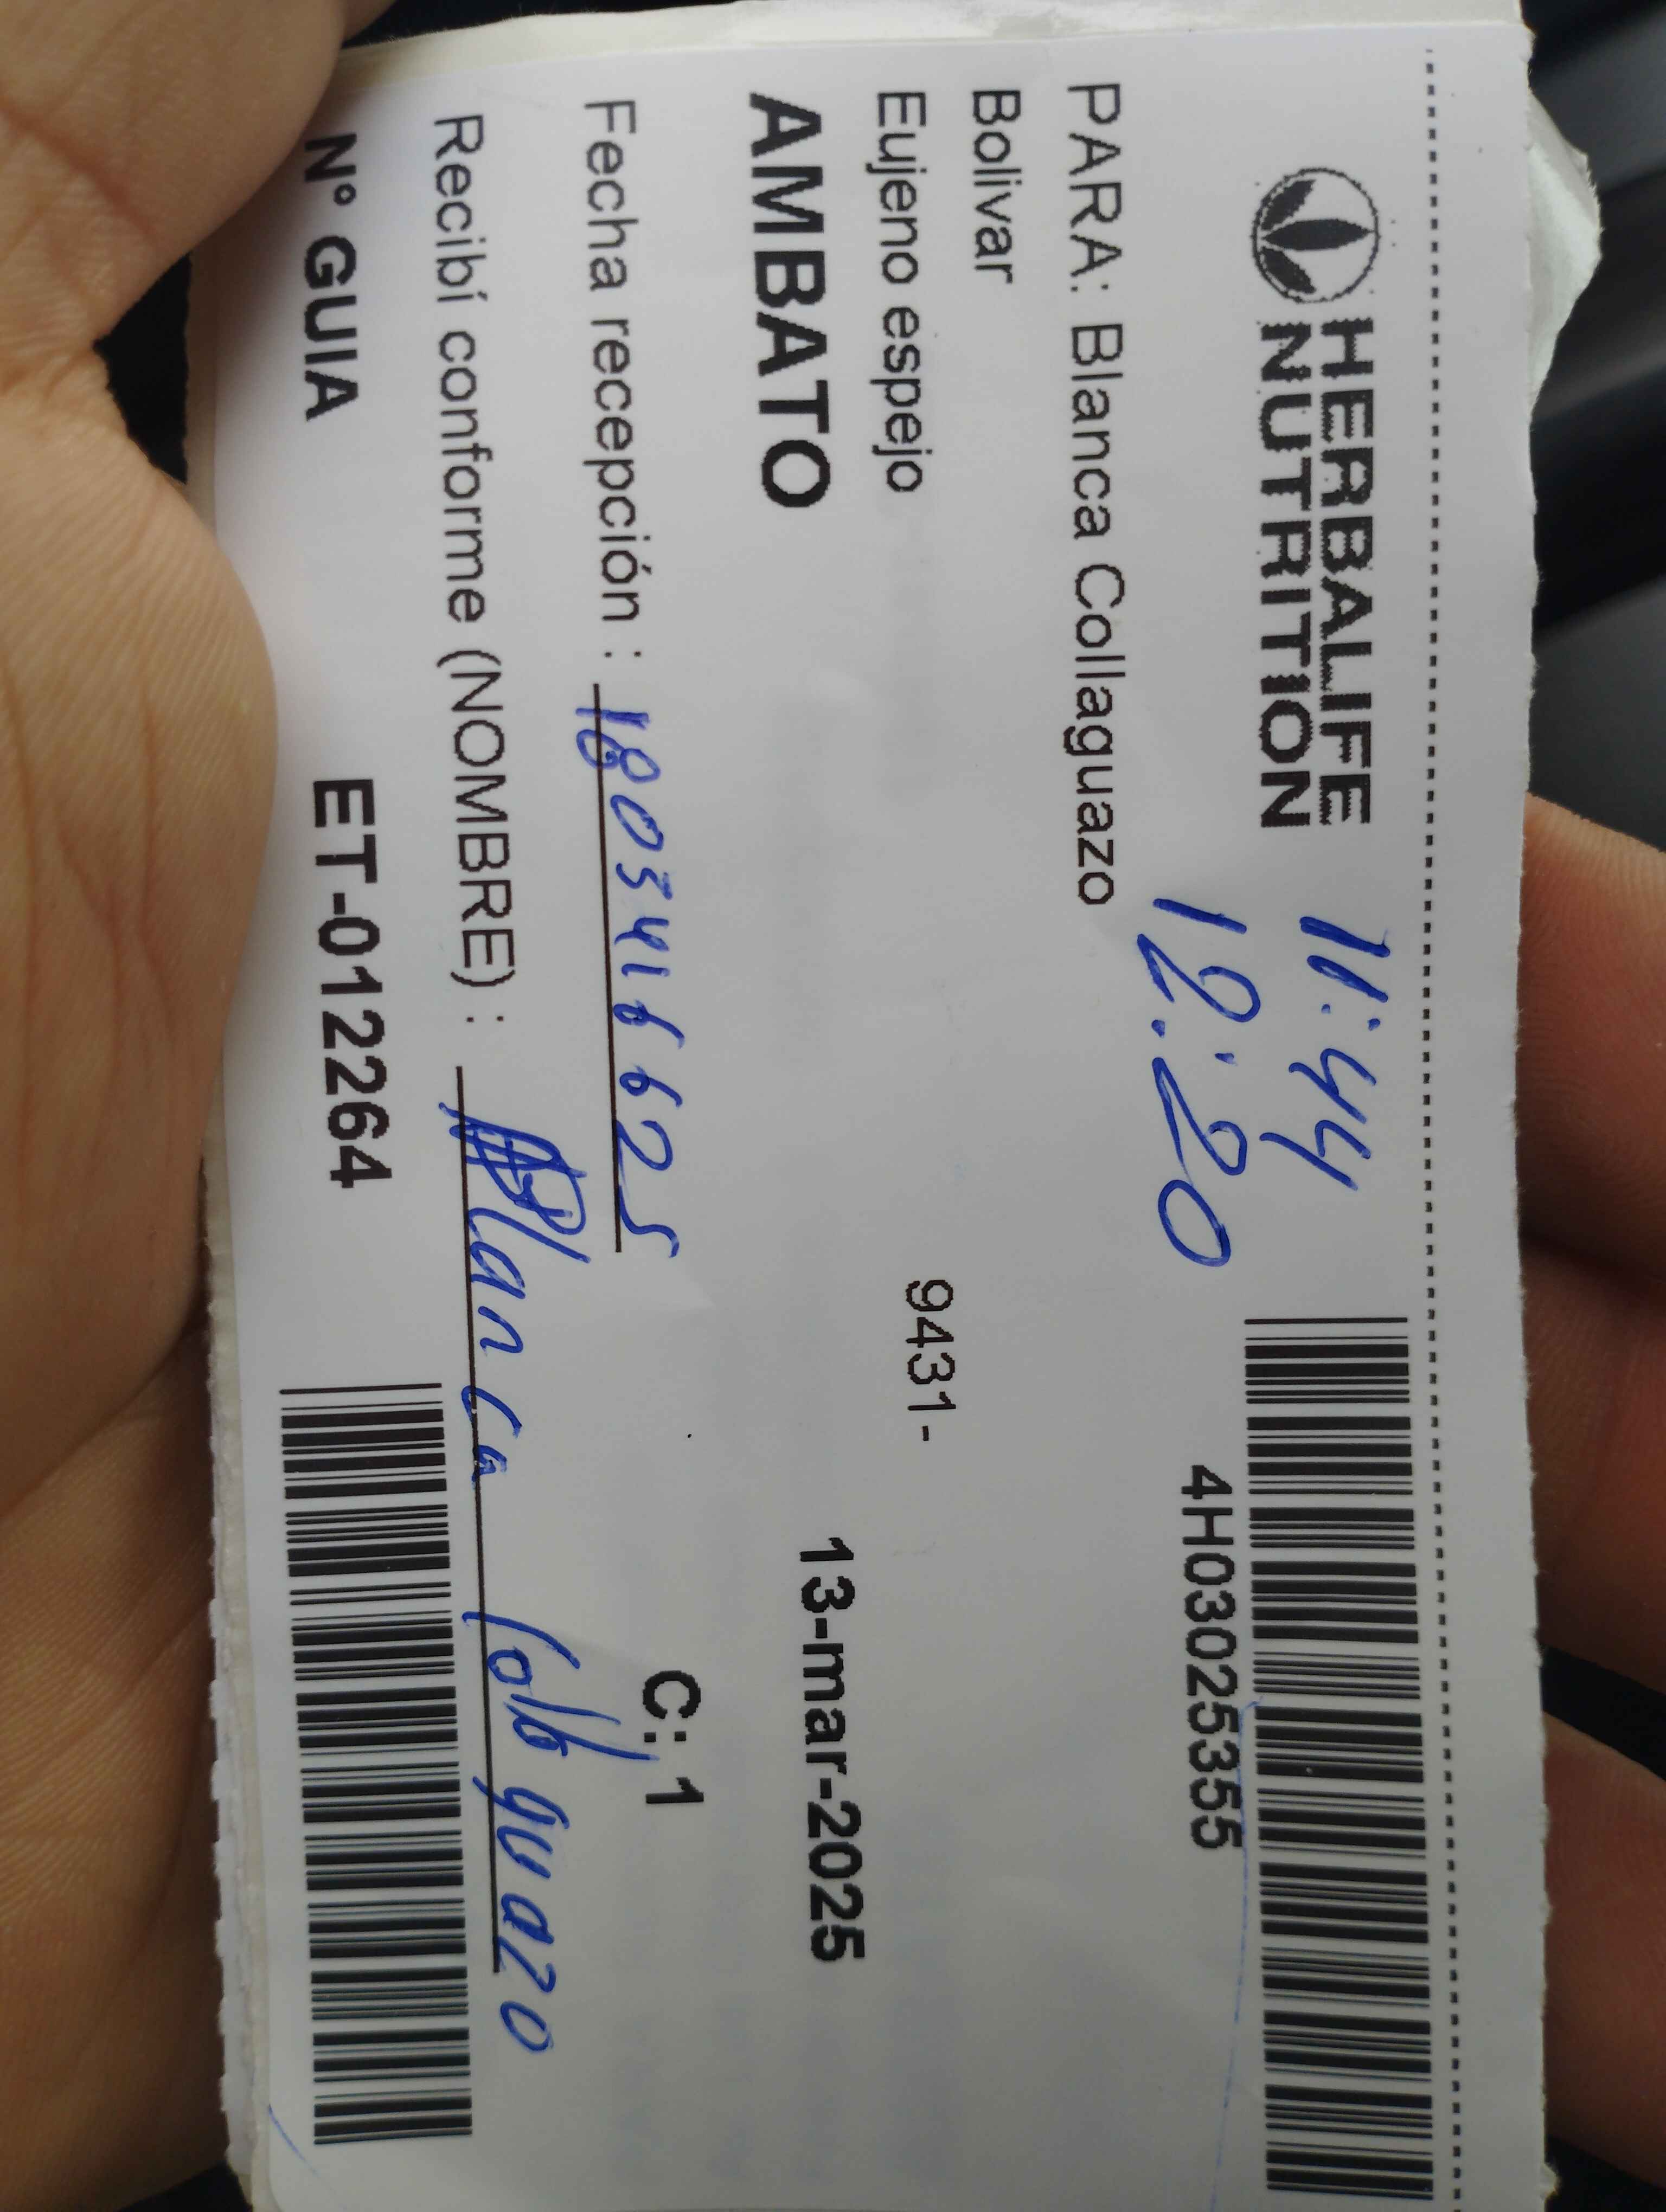 HERBALIFE
NUTRITION
11:44
12:20
4H03025355
PARA: Blanca Collaguazo
Bolivar
Eujeno espejo
9431-
AMBATO
13-mar-2025
Fecha recepción : 1803416625
C: 1
Recibí conforme (NOMBRE) : Blanca Collaguazo
N° GUIA ET-012264